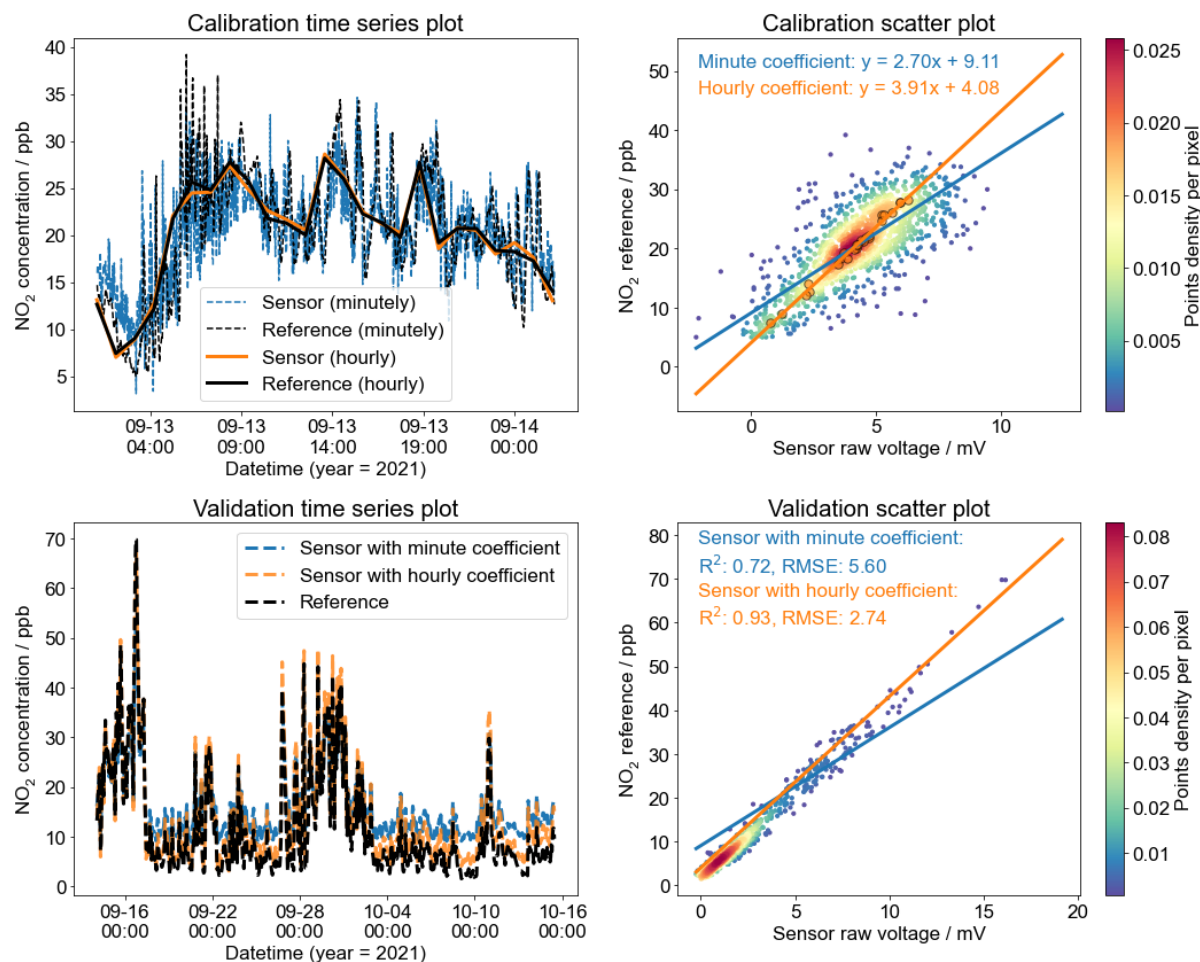 Calibration time series plot
NO₂ concentration / ppb
40
35
30
25
20
15
10
5
Sensor (minutely)
Reference (minutely)
Sensor (hourly)
Reference (hourly)
09-13 09-13 09-13 09-13 09-14
04:00 09:00 14:00 19:00 00:00
Datetime (year = 2021)
Calibration scatter plot
Minute coefficient: y = 2.70x + 9.11
Hourly coefficient: y = 3.91x + 4.08
NO₂ reference / ppb
50
40
30
20
10
0
0 5 10
Sensor raw voltage / mV
0.025
0.020
0.015
0.010
0.005
Points density per pixel
Validation time series plot
NO₂ concentration / ppb
70
60
50
40
30
20
10
0
Sensor with minute coefficient
Sensor with hourly coefficient
Reference
09-16 09-22 09-28 10-04 10-10 10-16
00:00 00:00 00:00 00:00 00:00 00:00
Datetime (year = 2021)
Validation scatter plot
Sensor with minute coefficient:
R²: 0.72, RMSE: 5.60
Sensor with hourly coefficient:
R²: 0.93, RMSE: 2.74
NO₂ reference / ppb
80
70
60
50
40
30
20
10
0
0 5 10 15 20
Sensor raw voltage / mV
0.08
0.07
0.06
0.05
0.04
0.03
0.02
0.01
Points density per pixel